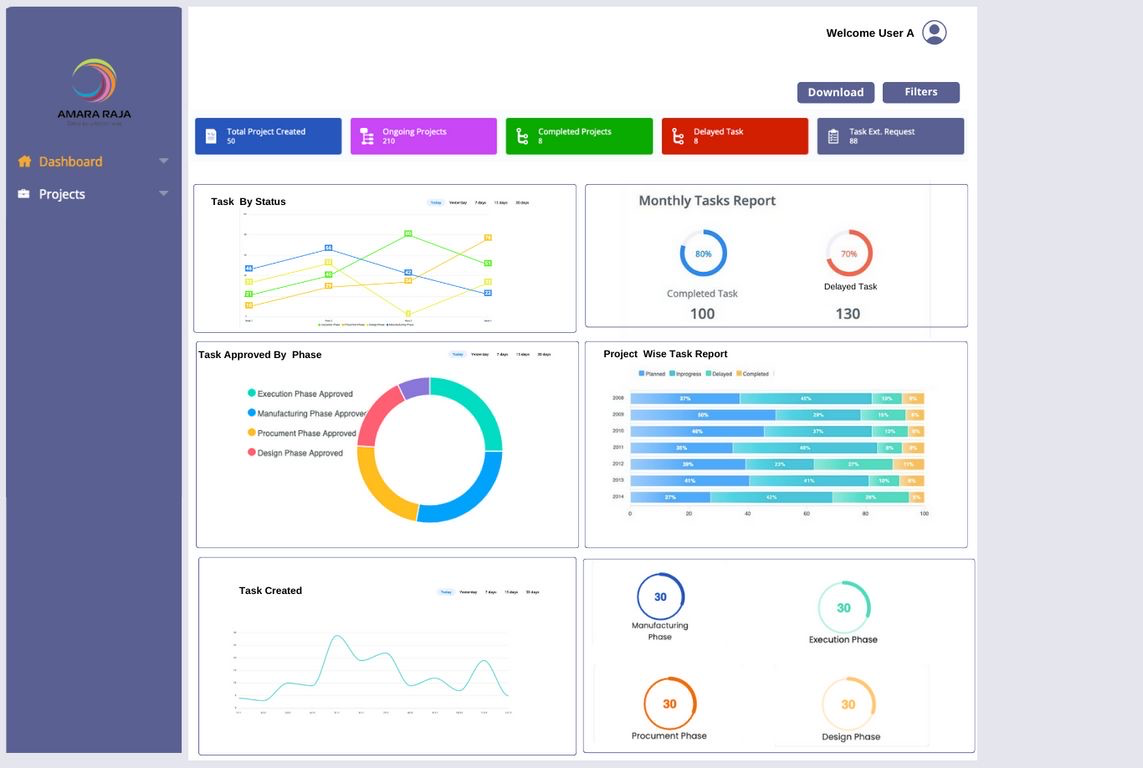 Welcome User A
Download
Filters
AMARA RAJA
Dashboard
Projects
Total Project Created
50
Ongoing Projects
210
Completed Projects
8
Delayed Task
8
Task Ext. Request
88
Task By Status
Today Yesterday 7 days 15 days 30 days
Monthly Tasks Report
80%
70%
Completed Task
Delayed Task
100
130
Task Approved By Phase
Today Yesterday 7 days 15 days 30 days
Execution Phase Approved
Manufacturing Phase Approved
Procument Phase Approved
Design Phase Approved
Project Wise Task Report
Planned Inprogress Delayed Completed
2008 37% 45% 10% 8%
2009 50% 29% 15% 6%
2010 46% 37% 13%
2011 35% 49%
2012 39% 23% 27% 11%
2013 41% 41% 10% 8%
2014 27% 42% 26% 5%
0 20 40 60 80 100
Task Created
Today Yesterday 7 days 15 days 30 days
30
Manufacturing
Phase
30
Execution Phase
30
Procument Phase
30
Design Phase